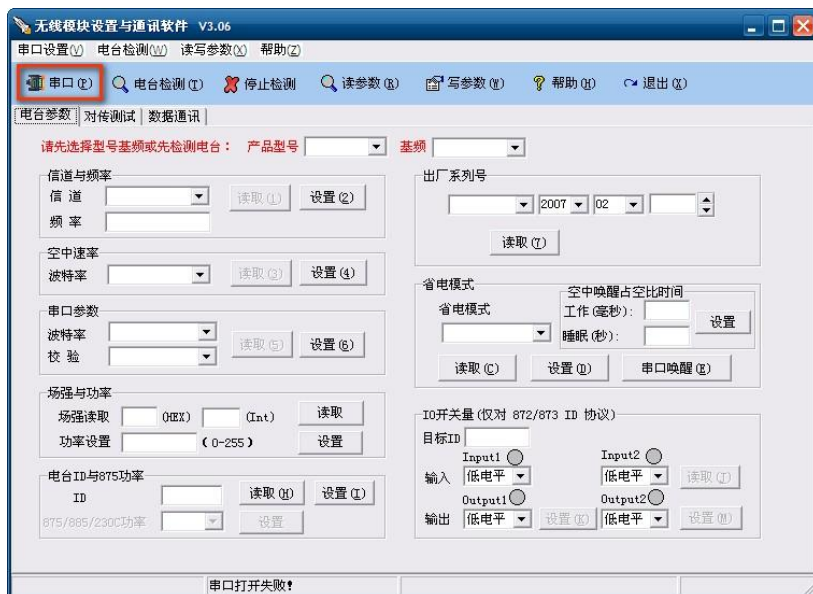 无线模块设置与通讯软件 V3.06
串口设置(V) 电台检测(W) 读写参数(X) 帮助(Z)
串口(P) 电台检测(T) 停止检测 读参数(R) 写参数(W) 帮助(H) 退出(X)
电台参数 对传测试 数据通讯
请先选择型号基频或先检测电台： 产品型号 基频
信道与频率
信 道 读取(1) 设置(2)
频 率
空中速率
波特率 读取(3) 设置(4)
串口参数
波特率
校 验 读取(5) 设置(6)
场强与功率
场强读取 (HEX) (Int) 读取
功率设置 (0-255) 设置
电台ID与875功率
ID 读取(H) 设置(I)
875/885/230C功率 设置
出厂系列号
2007 02
读取(7)
省电模式
省电模式
空中唤醒占空比时间
工作(毫秒):
睡眠(秒):
设置
读取(C) 设置(D) 串口唤醒(E)
IO开关量(仅对 872/873 ID 协议)
目标ID
Input1 Input2
输入 低电平 低电平 读取(J)
Output1 Output2
输出 低电平 设置(K) 低电平 设置(M)
串口打开失败!